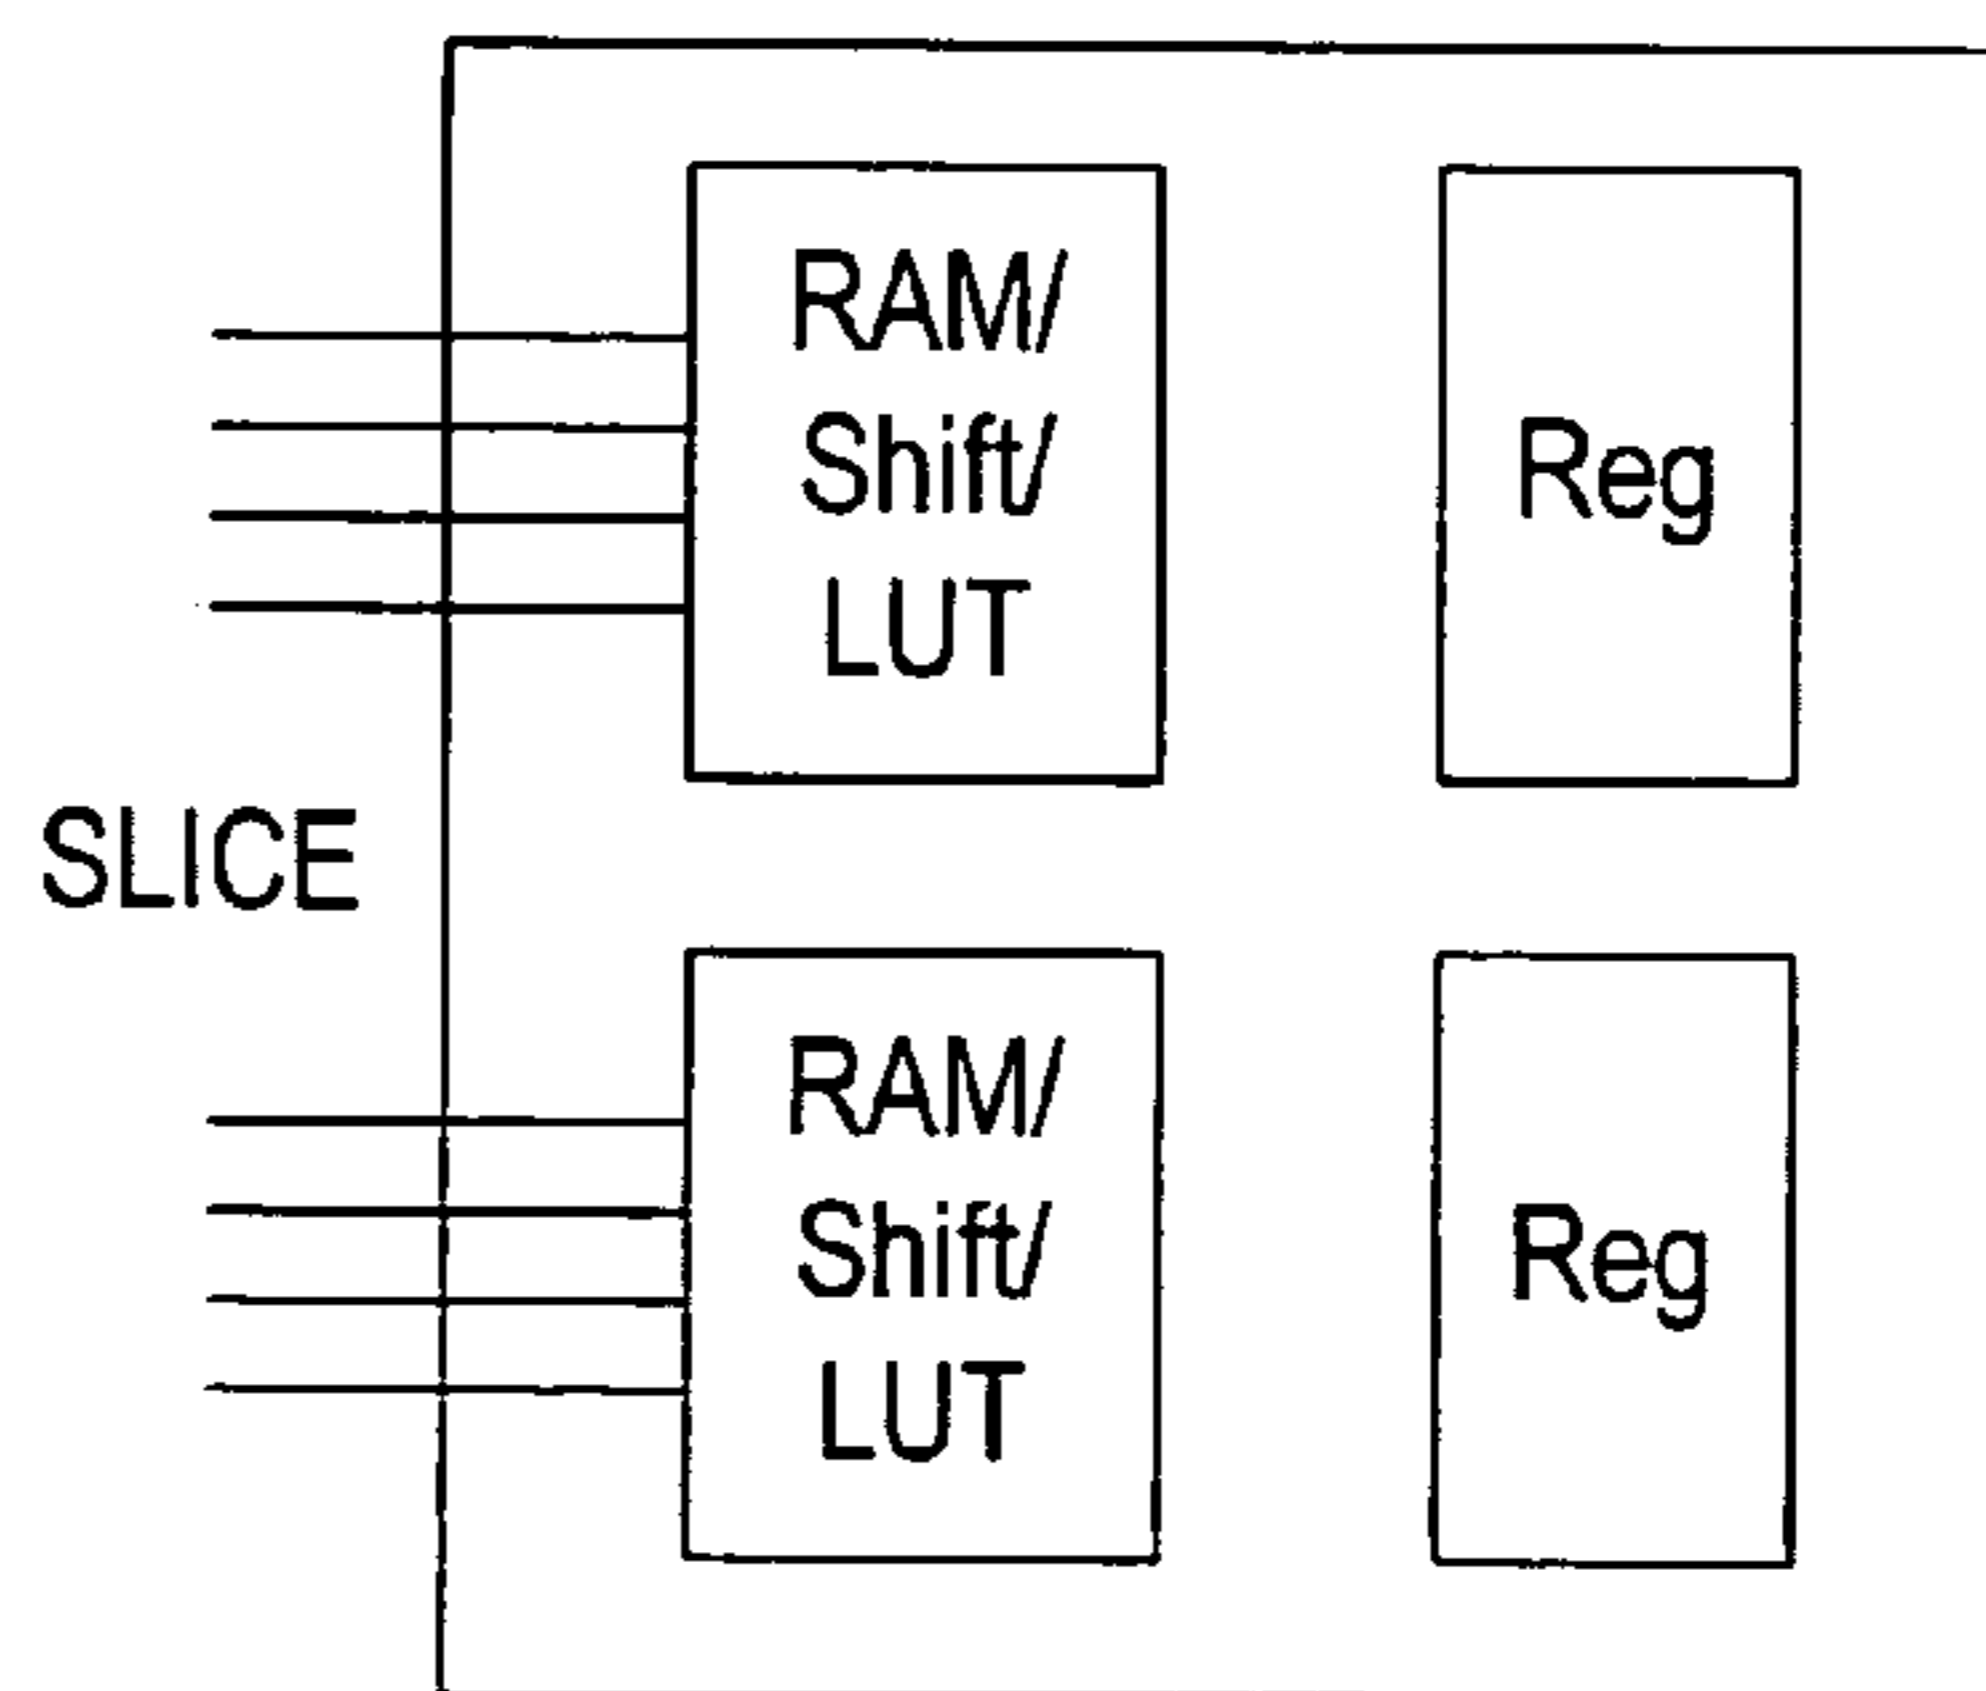 RAM/
Shift/
LUT
Reg
SLICE
RAM/
Shift/
LUT
Reg